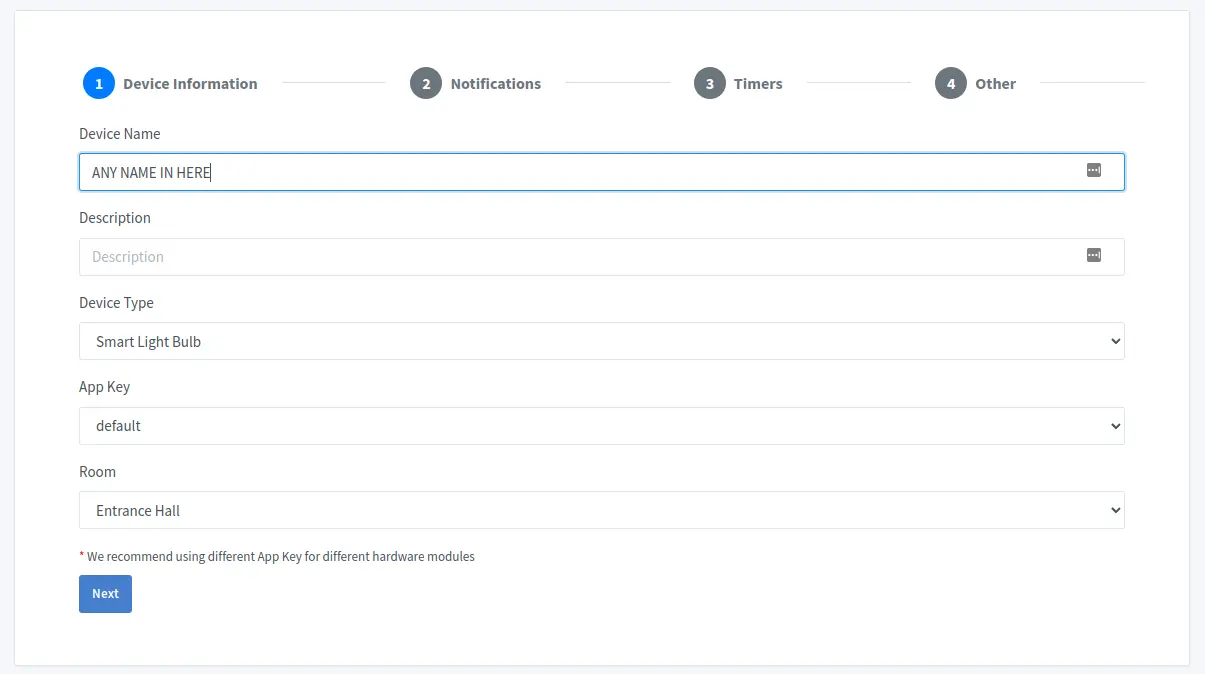 1 Device Information 2 Notifications 3 Timers 4 Other
Device Name
ANY NAME IN HERE
Description
Description
Device Type
Smart Light Bulb
App Key
default
Room
Entrance Hall
* We recommend using different App Key for different hardware modules
Next